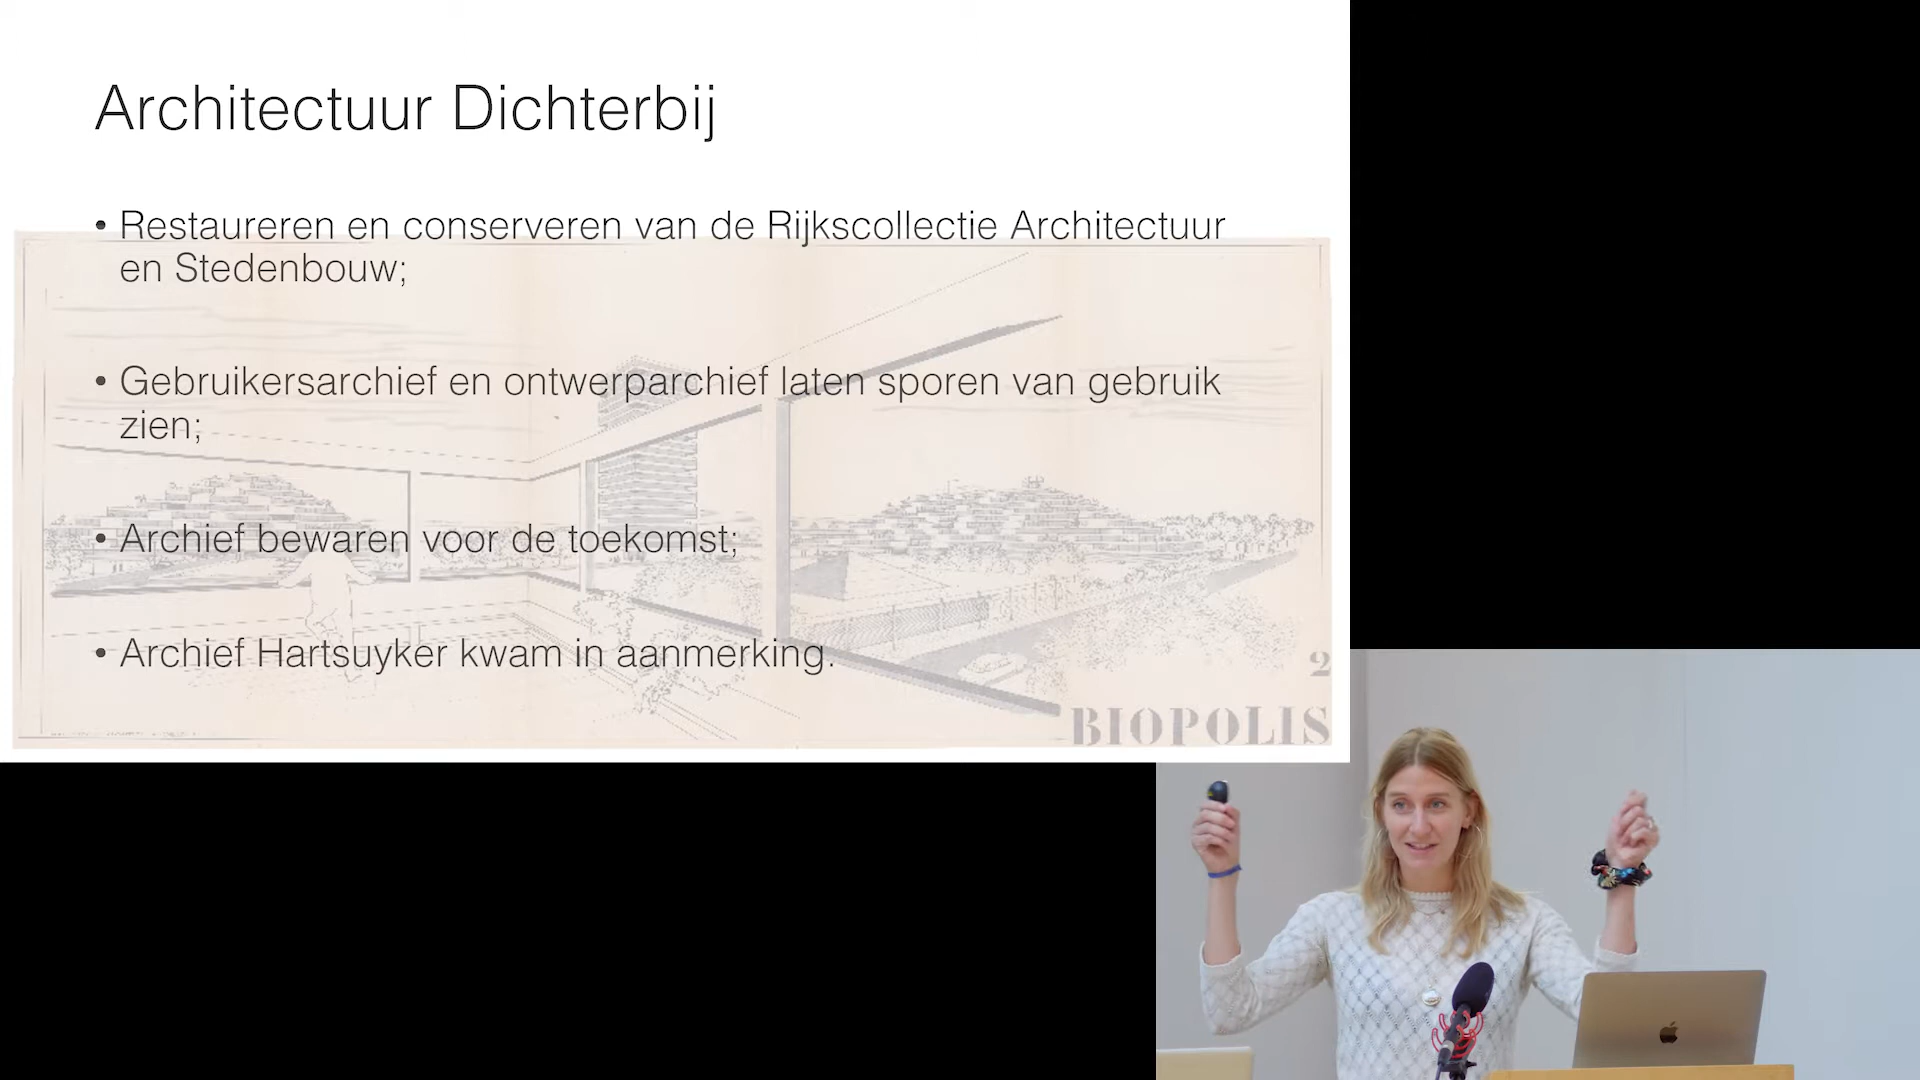 Architectuur Dichterbij
• Restaureren en conserveren van de Rijkscollectie Architectuur
en Stedenbouw;
• Gebruikersarchief en ontwerparchief laten sporen van gebruik
zien;
• Archief bewaren voor de toekomst;
• Archief Hartsuyker kwam in aanmerking.
2
BIOPOLIS